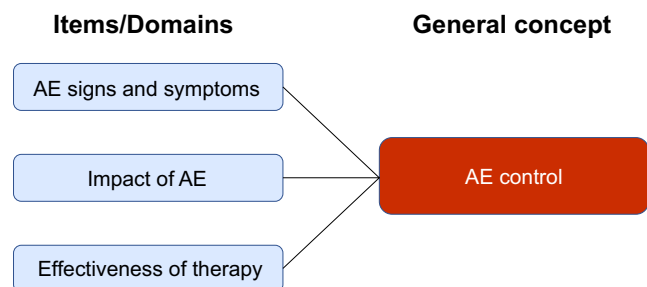 Items/Domains
General concept
AE signs and symptoms
Impact of AE
AE control
Effectiveness of therapy